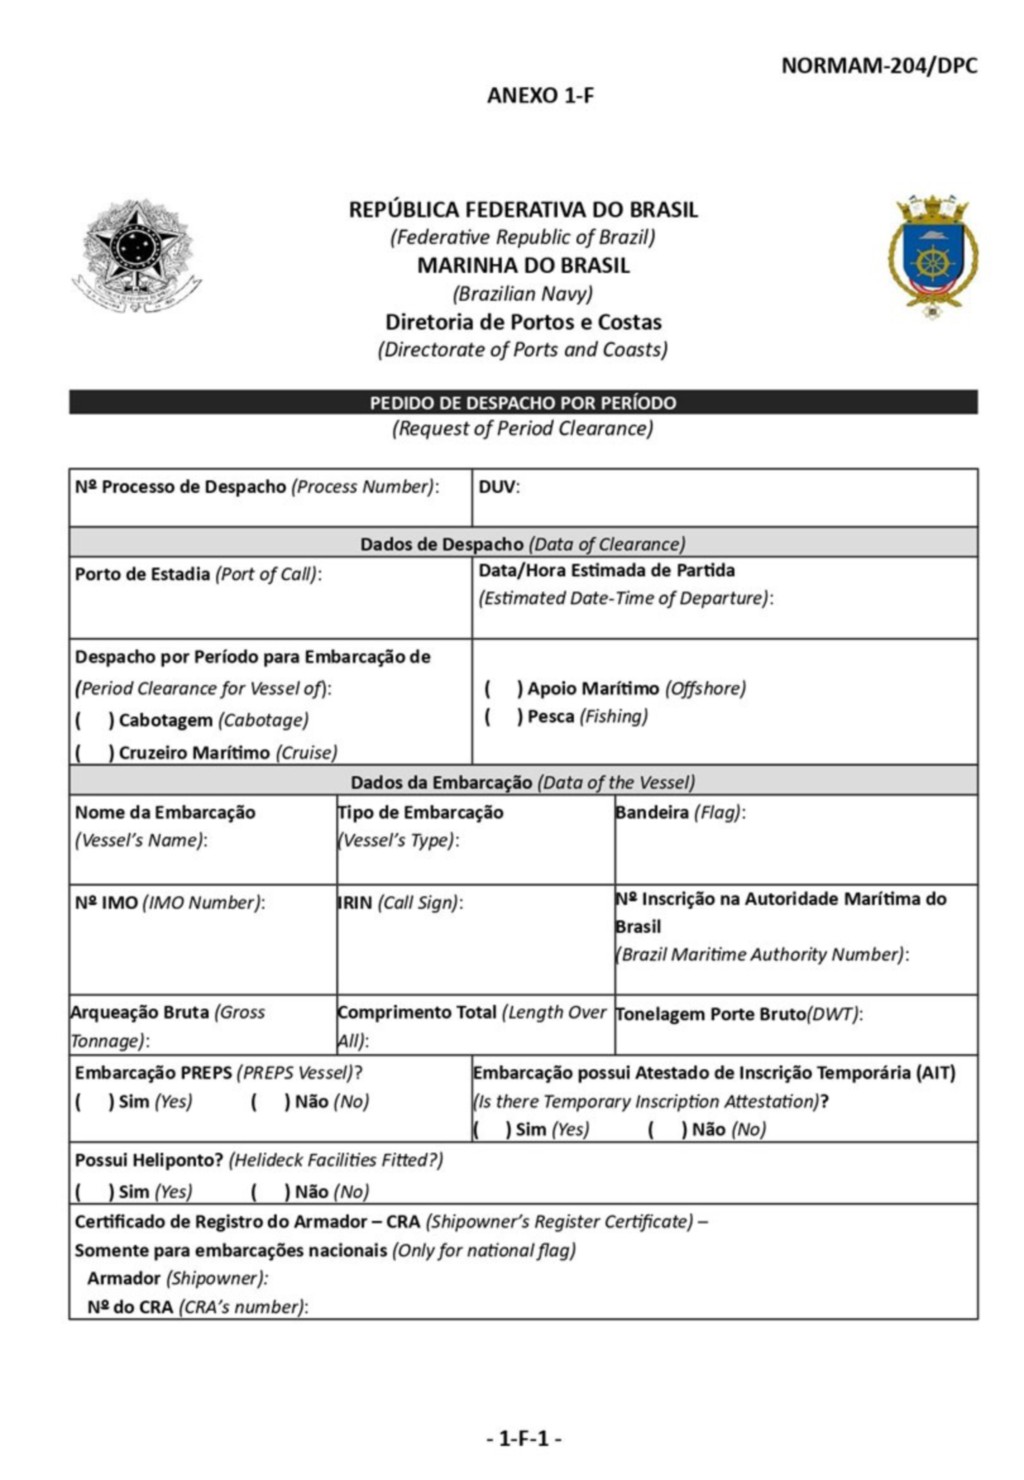 NORMAM-204/DPC
ANEXO 1-F
REPÚBLICA FEDERATIVA DO BRASIL
(Federative Republic of Brazil)
MARINHA DO BRASIL
(Brazilian Navy)
Diretoria de Portos e Costas
(Directorate of Ports and Coasts)
PEDIDO DE DESPACHO POR PERÍODO
(Request of Period Clearance)
Nº Processo de Despacho (Process Number):
DUV:
Dados de Despacho (Data of Clearance)
Porto de Estadia (Port of Call):
Data/Hora Estimada de Partida
(Estimated Date-Time of Departure):
Despacho por Período para Embarcação de
(Period Clearance for Vessel of):
( ) Cabotagem (Cabotage)
( ) Cruzeiro Marítimo (Cruise)
( ) Apoio Marítimo (Offshore)
( ) Pesca (Fishing)
Dados da Embarcação (Data of the Vessel)
Nome da Embarcação
(Vessel's Name):
Tipo de Embarcação
(Vessel's Type):
Bandeira (Flag):
Nº IMO (IMO Number):
IRIN (Call Sign):
Nº Inscrição na Autoridade Marítima do
Brasil
(Brazil Maritime Authority Number):
Arqueação Bruta (Gross
Tonnage):
Comprimento Total (Length Over
All):
Tonelagem Porte Bruto(DWT):
Embarcação PREPS (PREPS Vessel)?
( ) Sim (Yes) ( ) Não (No)
Embarcação possui Atestado de Inscrição Temporária (AIT)
(Is there Temporary Inscription Attestation)?
( ) Sim (Yes) ( ) Não (No)
Possui Heliponto? (Helideck Facilities Fitted?)
( ) Sim (Yes) ( ) Não (No)
Certificado de Registro do Armador – CRA (Shipowner's Register Certificate) –
Somente para embarcações nacionais (Only for national flag)
Armador (Shipowner):
Nº do CRA (CRA's number):
- 1-F-1 -